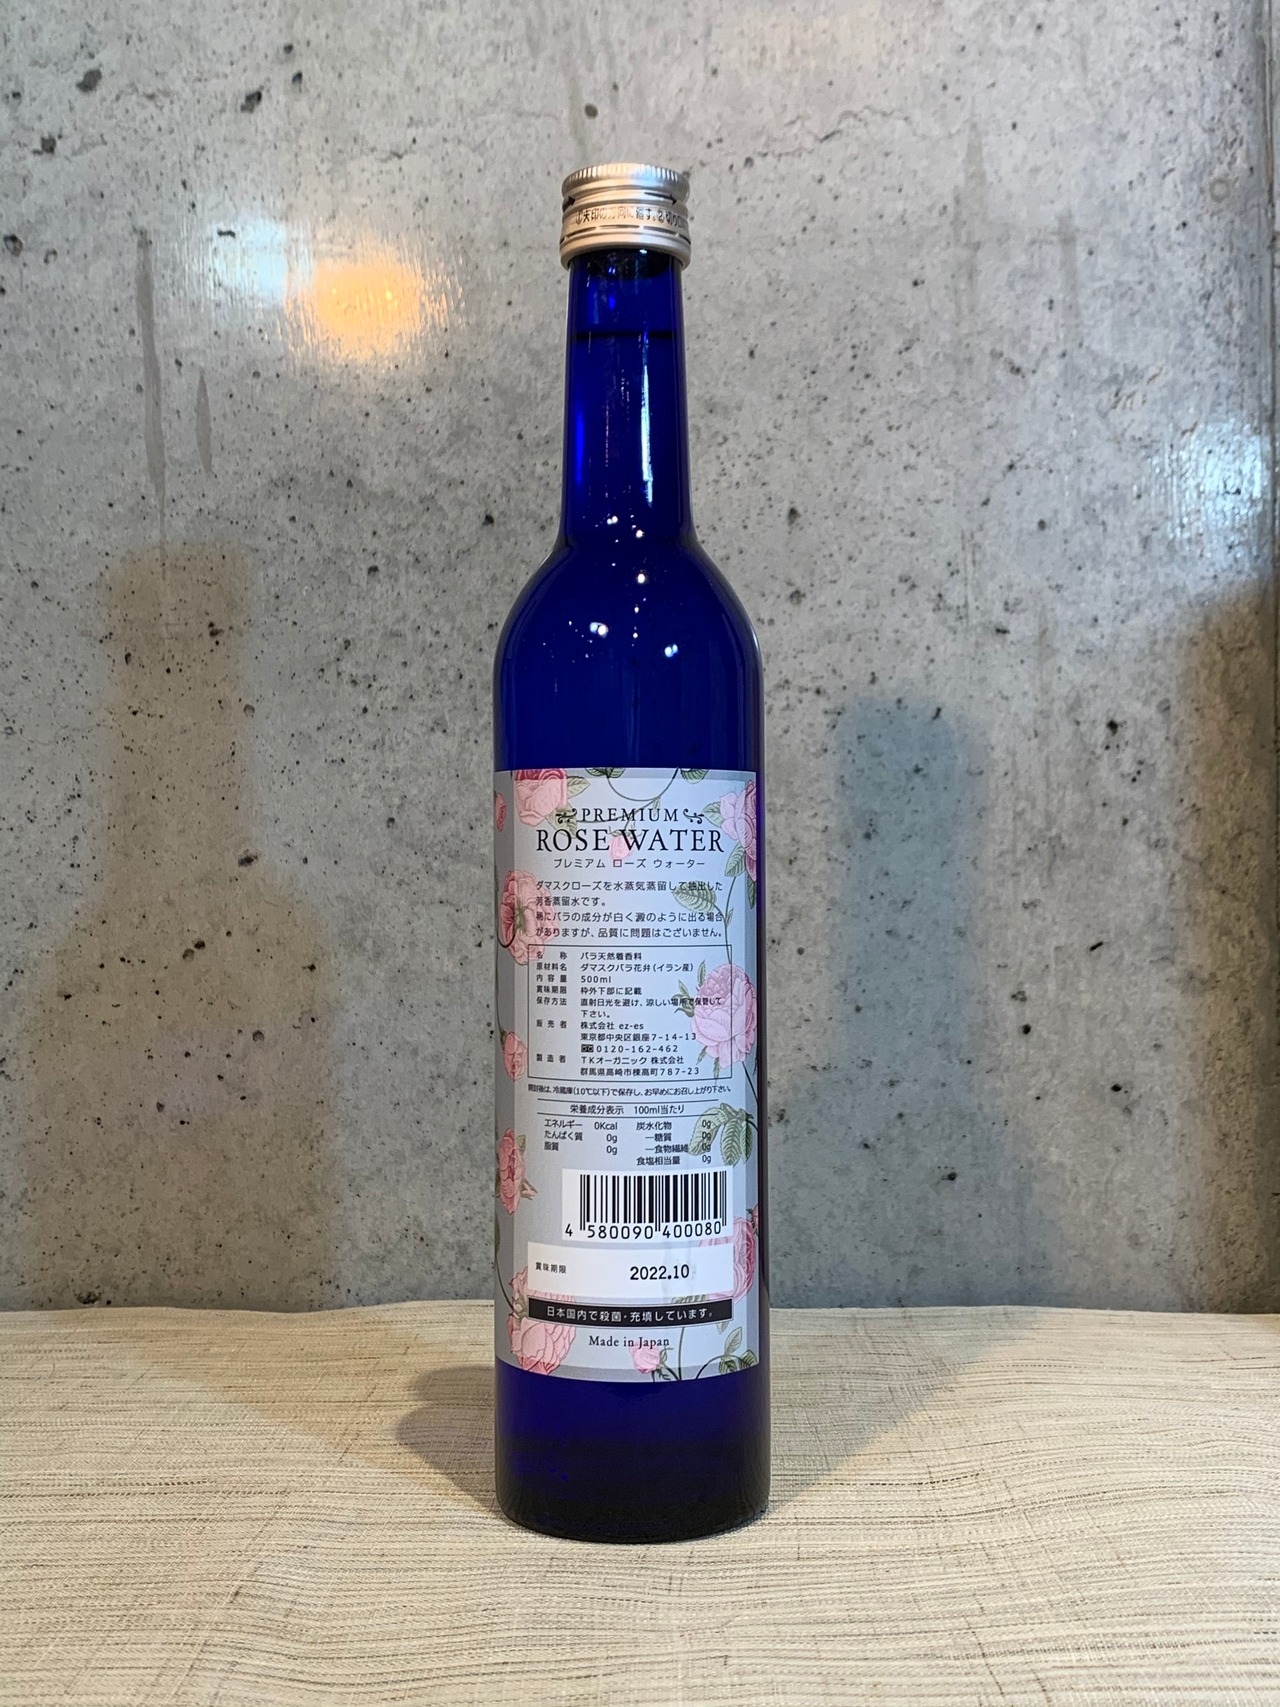 ①矢印の方向に廻す。②切り
PREMIUM
ROSE WATER
プレミアム ローズ ウォーター
ダマスクローズを水蒸気蒸留して抽出した
芳香蒸留水です。
稀にバラの成分が白く澱のように出る場合
がありますが、品質に問題はございません。
名称 バラ天然着香料
原材料名 ダマスクバラ花弁(イラン産)
内容量 500ml
賞味期限 枠外下部に記載
保存方法 直射日光を避け、涼しい場所で保管して
下さい。
販売者 株式会社 ez-es
東京都中央区銀座7-14-13
0120-162-462
製造者 TKオーガニック 株式会社
群馬県高崎市棟高町787-23
開封後は、冷蔵庫(10℃以下)で保存し、お早めにお召し上がり下さい。
栄養成分表示 100ml当たり
エネルギー 0Kcal 炭水化物 0g
たんぱく質 0g ー糖質 0g
脂質 0g ー食物繊維 0g
食塩相当量 0g
4 580090 400080
賞味期限 2022.10
日本国内で殺菌・充填しています。
Made in Japan